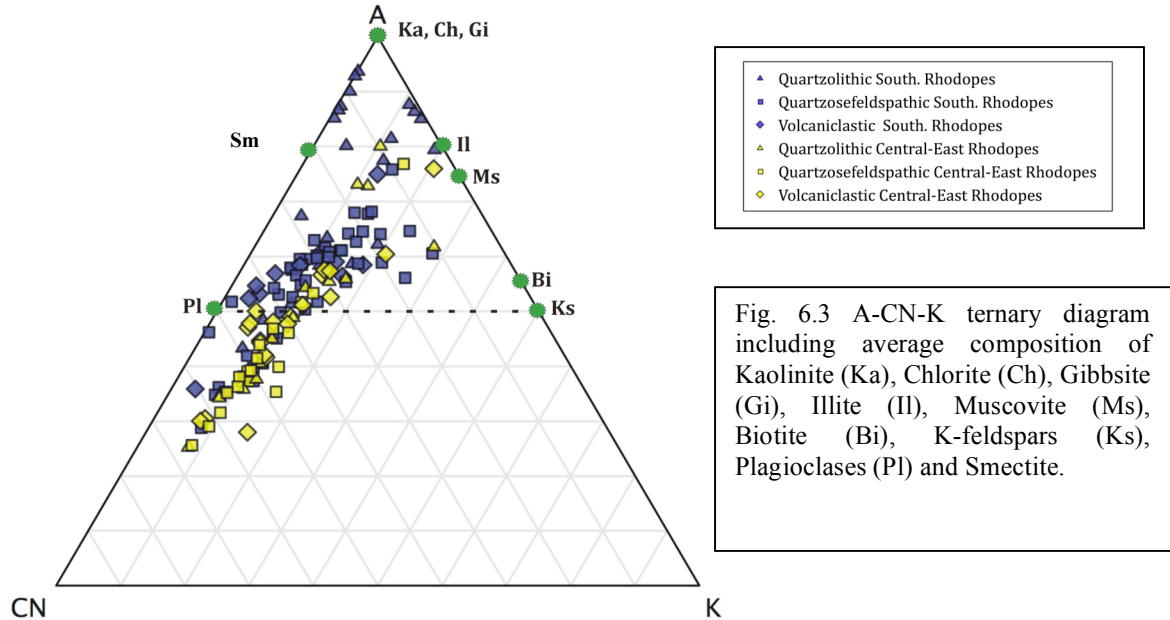 A
Ka, Ch, Gi
Sm
Il
Ms
Bi
Pl
Ks
CN
K
Quartzolithic South. Rhodopes
Quartzosefeldspathic South. Rhodopes
Volcaniclastic South. Rhodopes
Quartzolithic Central-East Rhodopes
Quartzosefeldspathic Central-East Rhodopes
Volcaniclastic Central-East Rhodopes
Fig. 6.3 A-CN-K ternary diagram
including average composition of
Kaolinite (Ka), Chlorite (Ch), Gibbsite
(Gi), Illite (Il), Muscovite (Ms),
Biotite (Bi), K-feldspars (Ks),
Plagioclases (Pl) and Smectite.